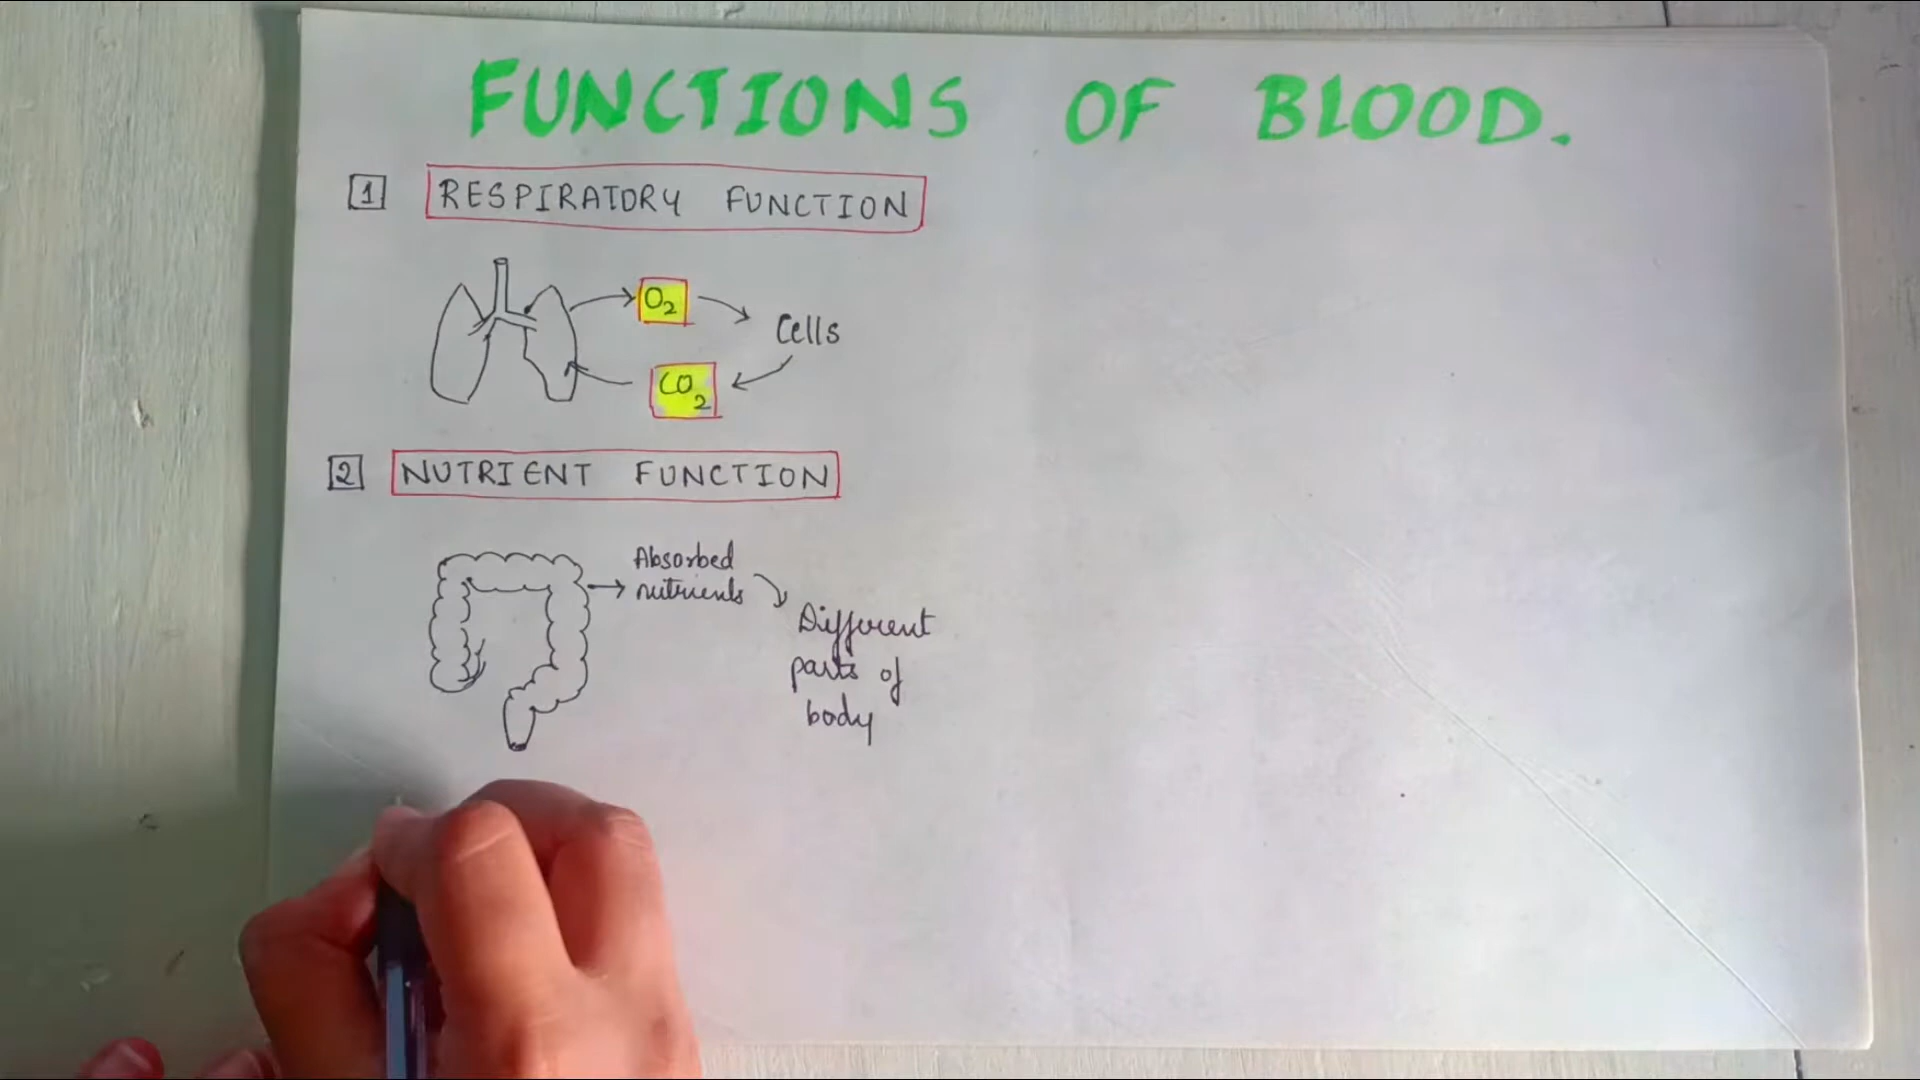 FUNCTIONS OF BLOOD.
1 RESPIRATORY FUNCTION
O2
Cells
CO2
2 NUTRIENT FUNCTION
Absorbed
nutrients
Different
parts of
body